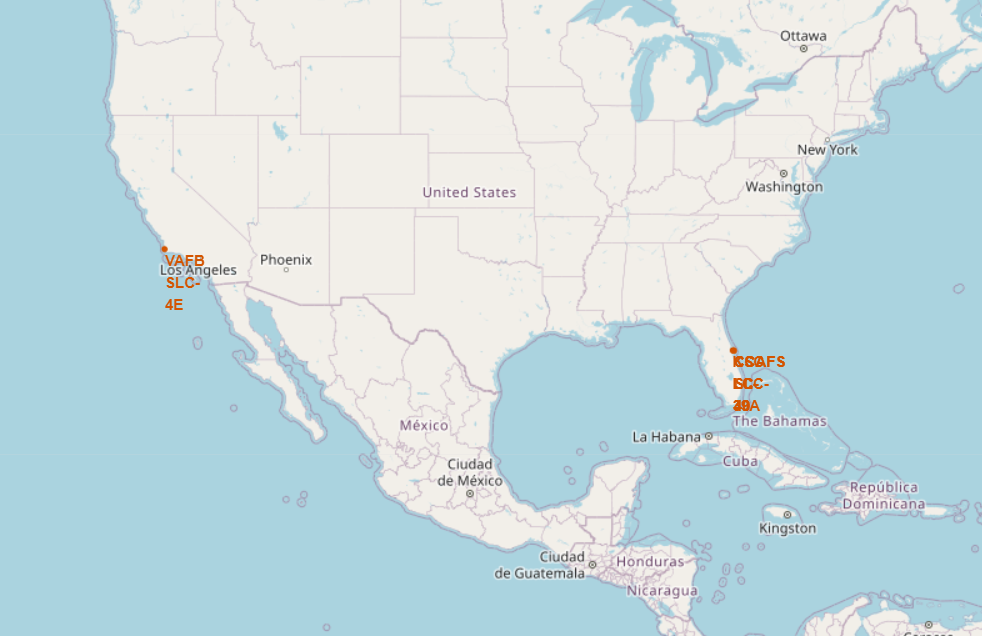 Ottawa
New York
Washington
United States
VAFB
SLC-
4E
Los Angeles
Phoenix
The Bahamas
México
La Habana
Cuba
Ciudad
de México
República
Dominicana
Kingston
Ciudad
de Guatemala
Honduras
Nicaragua